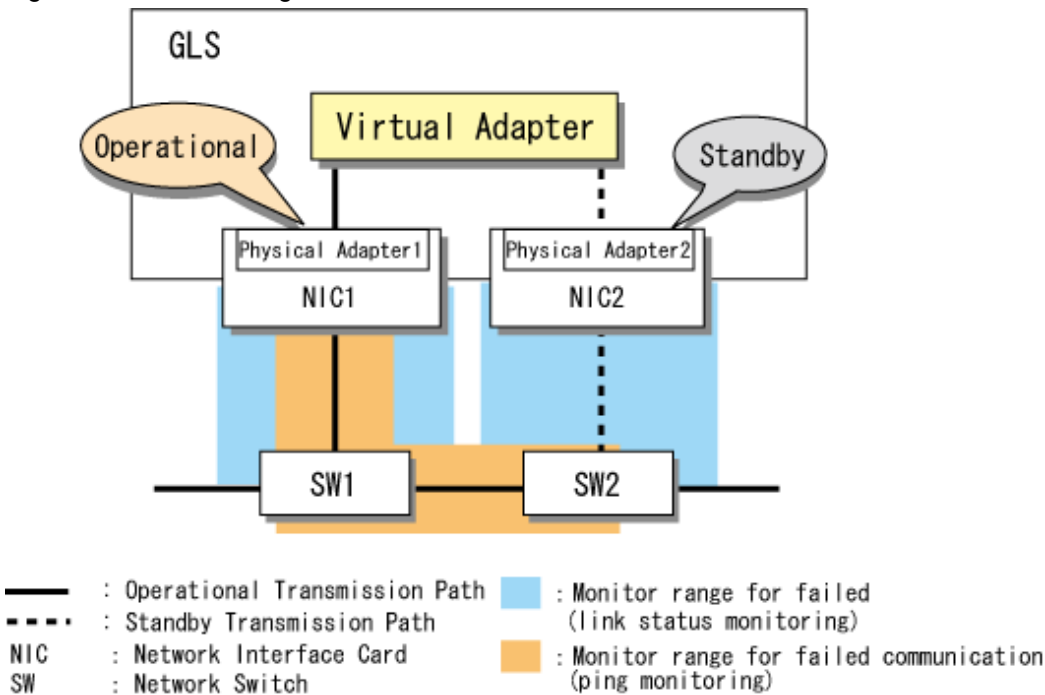 GLS
Virtual Adapter
Operational
Standby
Physical Adapter1
Physical Adapter2
NIC1
NIC2
SW1
SW2
: Operational Transmission Path
: Standby Transmission Path
NIC : Network Interface Card
SW : Network Switch
: Monitor range for failed
(link status monitoring)
: Monitor range for failed communication
(ping monitoring)